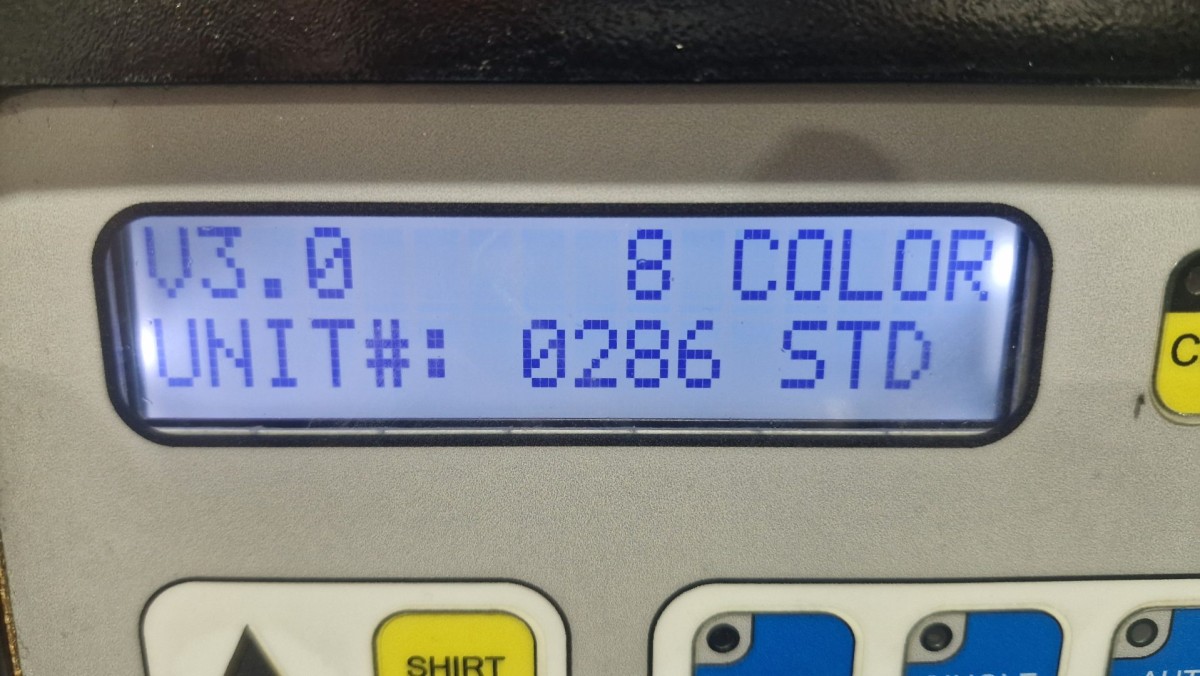 V3.0 8 COLOR
UNIT#: 0286 STD
C
SHIRT